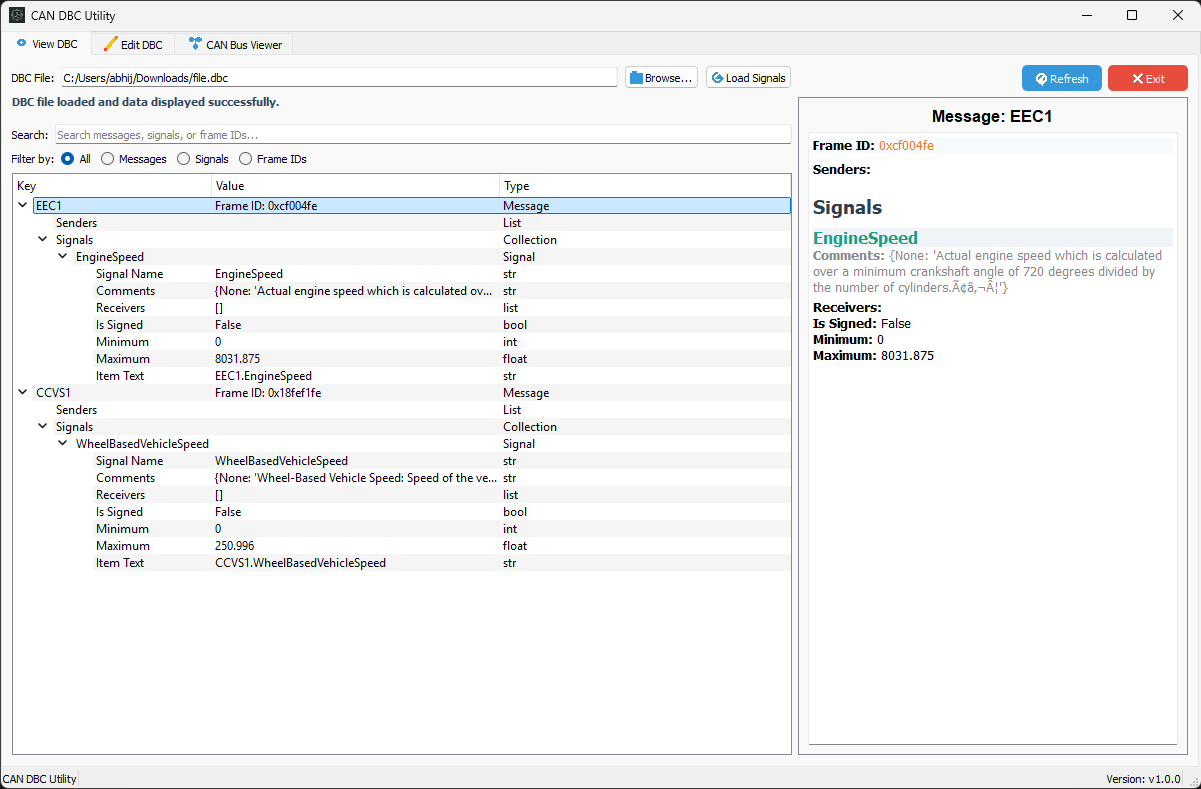 CAN DBC Utility
View DBC Edit DBC CAN Bus Viewer
DBC File: C:/Users/abhij/Downloads/file.dbc Browse... Load Signals Refresh Exit
DBC file loaded and data displayed successfully.
Search: Search messages, signals, or frame IDs...
Filter by: All Messages Signals Frame IDs
Key Value Type
EEC1 Frame ID: 0xcf004fe Message
Senders List
Signals Collection
EngineSpeed Signal
Signal Name EngineSpeed str
Comments {None: 'Actual engine speed which is calculated ov... str
Receivers [] list
Is Signed False bool
Minimum 0 int
Maximum 8031.875 float
Item Text EEC1.EngineSpeed str
CCVS1 Frame ID: 0x18fef1fe Message
Senders List
Signals Collection
WheelBasedVehicleSpeed Signal
Signal Name WheelBasedVehicleSpeed str
Comments {None: 'Wheel-Based Vehicle Speed: Speed of the ve... str
Receivers [] list
Is Signed False bool
Minimum 0 int
Maximum 250.996 float
Item Text CCVS1.WheelBasedVehicleSpeed str
Message: EEC1
Frame ID: 0xcf004fe
Senders:
Signals
EngineSpeed
Comments: {None: 'Actual engine speed which is calculated
over a minimum crankshaft angle of 720 degrees divided by
the number of cylinders.Ã¢â‚¬Â¦'}
Receivers:
Is Signed: False
Minimum: 0
Maximum: 8031.875
CAN DBC Utility Version: v1.0.0